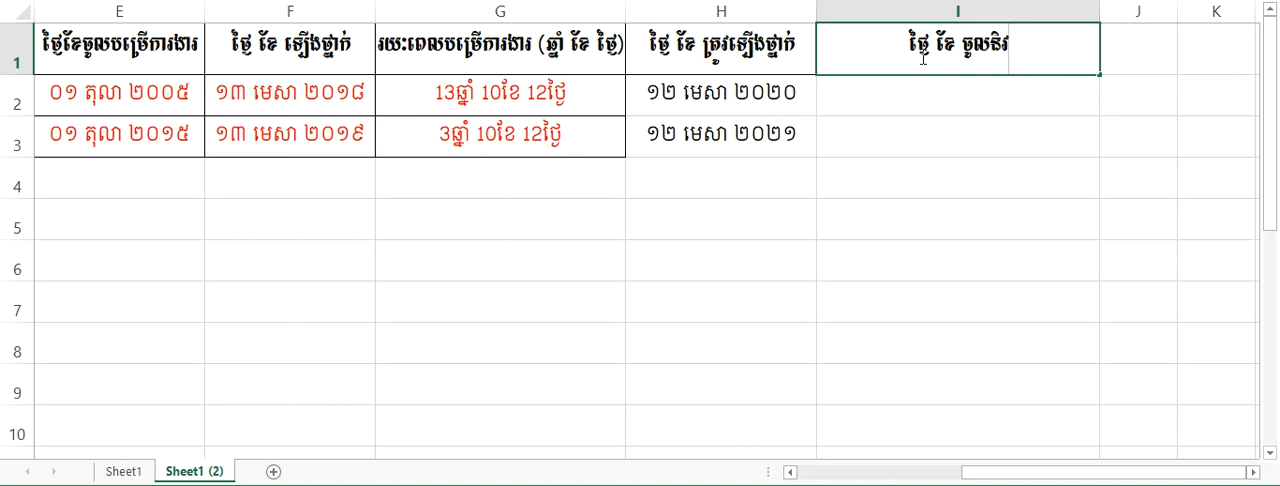 E F G H I J K
1 ថ្ងៃខែចូលបម្រើការងារ ថ្ងៃ ខែ ឡើងថ្នាក់ រយៈពេលបម្រើការងារ (ឆ្នាំ ខែ ថ្ងៃ) ថ្ងៃ ខែ ត្រូវឡើងថ្នាក់ ថ្ងៃ ខែ ចូលនិវ
2 ០១ តុលា ២០០៥ ១៣ មេសា ២០១៨ 13ឆ្នាំ 10ខែ 12ថ្ងៃ ១២ មេសា ២០២០
3 ០១ តុលា ២០១៥ ១៣ មេសា ២០១៩ 3ឆ្នាំ 10ខែ 12ថ្ងៃ ១២ មេសា ២០២១
4
5
6
7
8
9
10
Sheet1 Sheet1 (2)